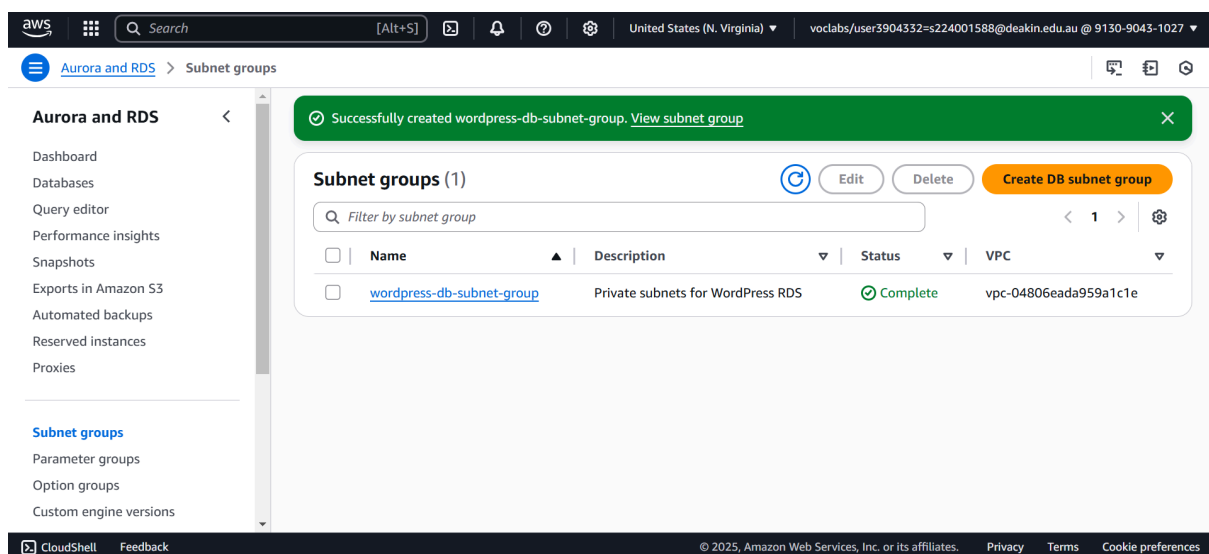 aws
Search [Alt+S] United States (N. Virginia) ▼ voclabs/user3904332=s224001588@deakin.edu.au @ 9130-9043-1027 ▼
Aurora and RDS > Subnet groups
Aurora and RDS
Dashboard
Databases
Query editor
Performance insights
Snapshots
Exports in Amazon S3
Automated backups
Reserved instances
Proxies
Subnet groups
Parameter groups
Option groups
Custom engine versions
Successfully created wordpress-db-subnet-group. View subnet group
Subnet groups (1)
Edit
Delete
Create DB subnet group
Filter by subnet group
< 1 >
Name Description Status VPC
wordpress-db-subnet-group Private subnets for WordPress RDS Complete vpc-04806eada959a1c1e
CloudShell Feedback © 2025, Amazon Web Services, Inc. or its affiliates. Privacy Terms Cookie preferences